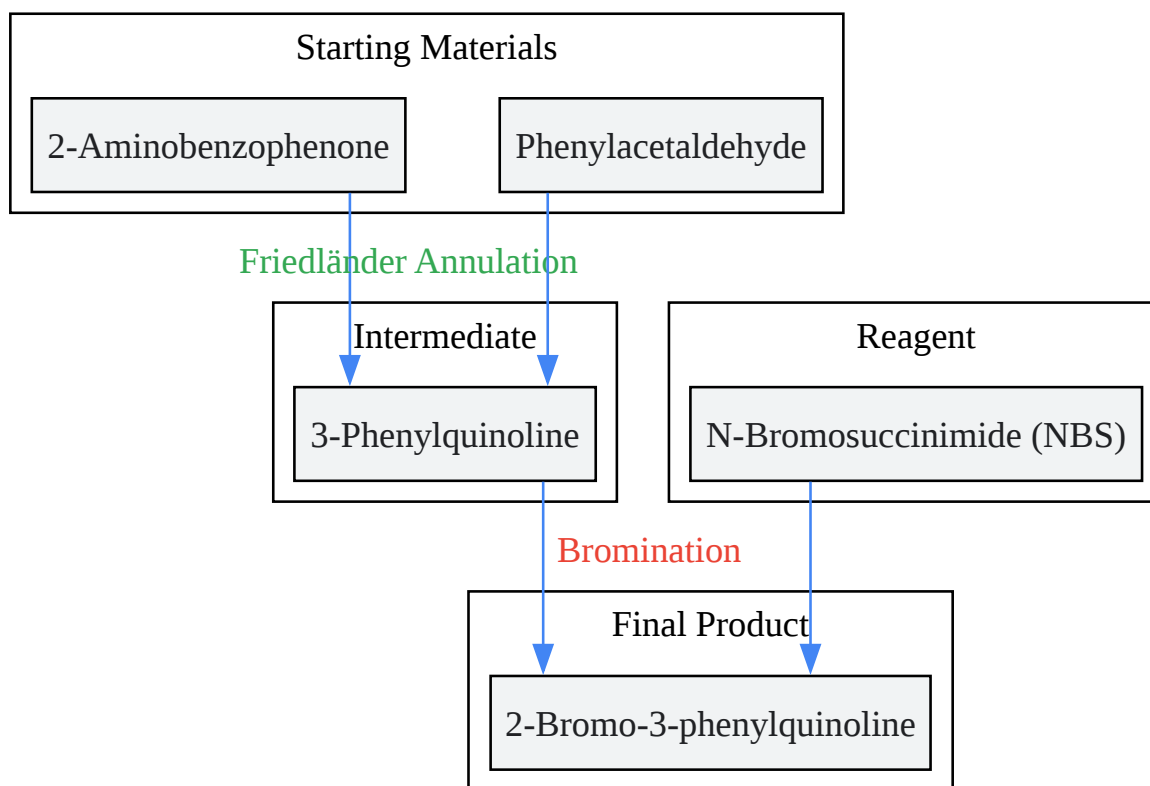 Starting Materials
2-Aminobenzophenone
Phenylacetaldehyde
Friedländer Annulation
Intermediate
Reagent
3-Phenylquinoline
N-Bromosuccinimide (NBS)
Bromination
Final Product
2-Bromo-3-phenylquinoline